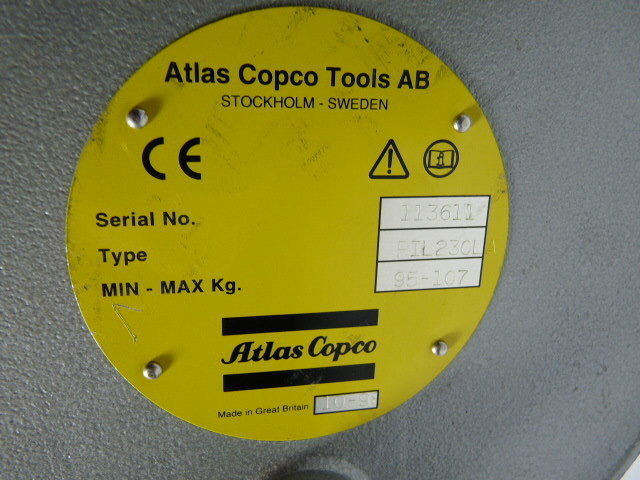 Atlas Copco Tools AB
STOCKHOLM - SWEDEN
CE
Serial No. 113611
Type RIL230L
MIN - MAX Kg. 95-107
Atlas Copco
Made in Great Britain